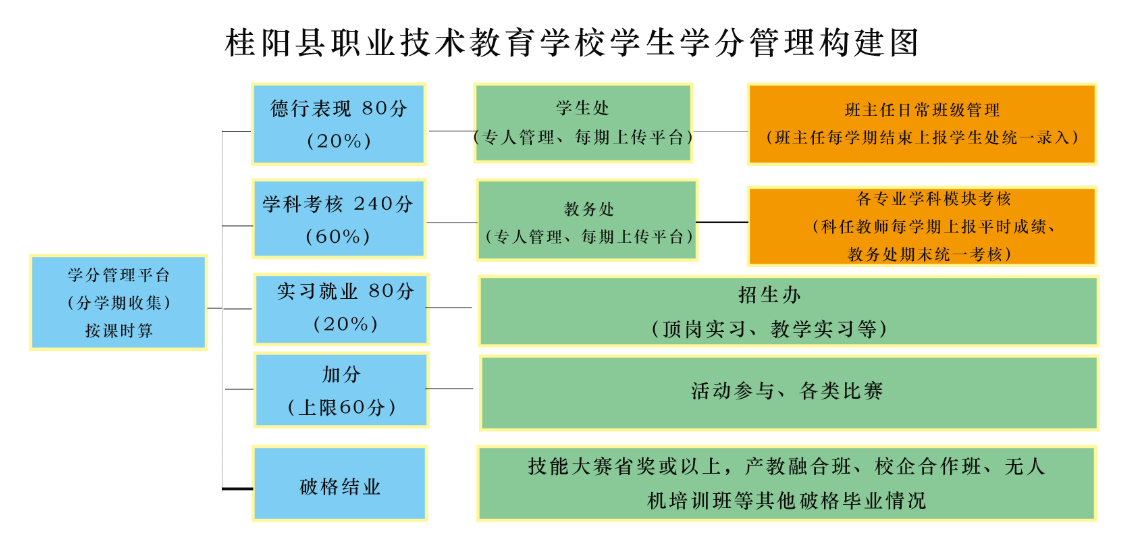 桂阳县职业技术教育学校学生学分管理构建图
学分管理平台
(分学期收集)
按课时算
德行表现 80分
(20%)
学生处
(专人管理、每期上传平台)
班主任日常班级管理
(班主任每学期结束上报学生处统一录入)
学科考核 240分
(60%)
教务处
(专人管理、每期上传平台)
各专业学科模块考核
(科任教师每学期上报平时成绩、
教务处期末统一考核)
实习就业 80分
(20%)
招生办
(顶岗实习、教学实习等)
加分
(上限60分)
活动参与、各类比赛
破格结业
技能大赛省奖或以上，产教融合班、校企合作班、无人
机培训班等其他破格毕业情况